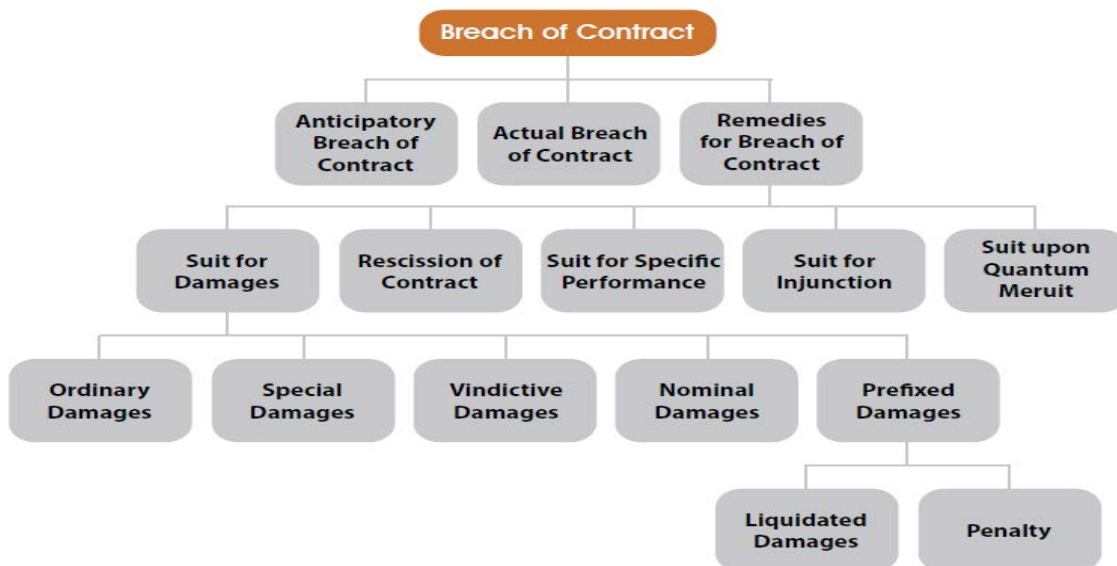 Breach of Contract
Anticipatory
Breach of
Contract
Actual Breach
of Contract
Remedies
for Breach of
Contract
Suit for
Damages
Rescission of
Contract
Suit for Specific
Performance
Suit for
Injunction
Suit upon
Quantum
Meruit
Ordinary
Damages
Special
Damages
Vindictive
Damages
Nominal
Damages
Prefixed
Damages
Liquidated
Damages
Penalty